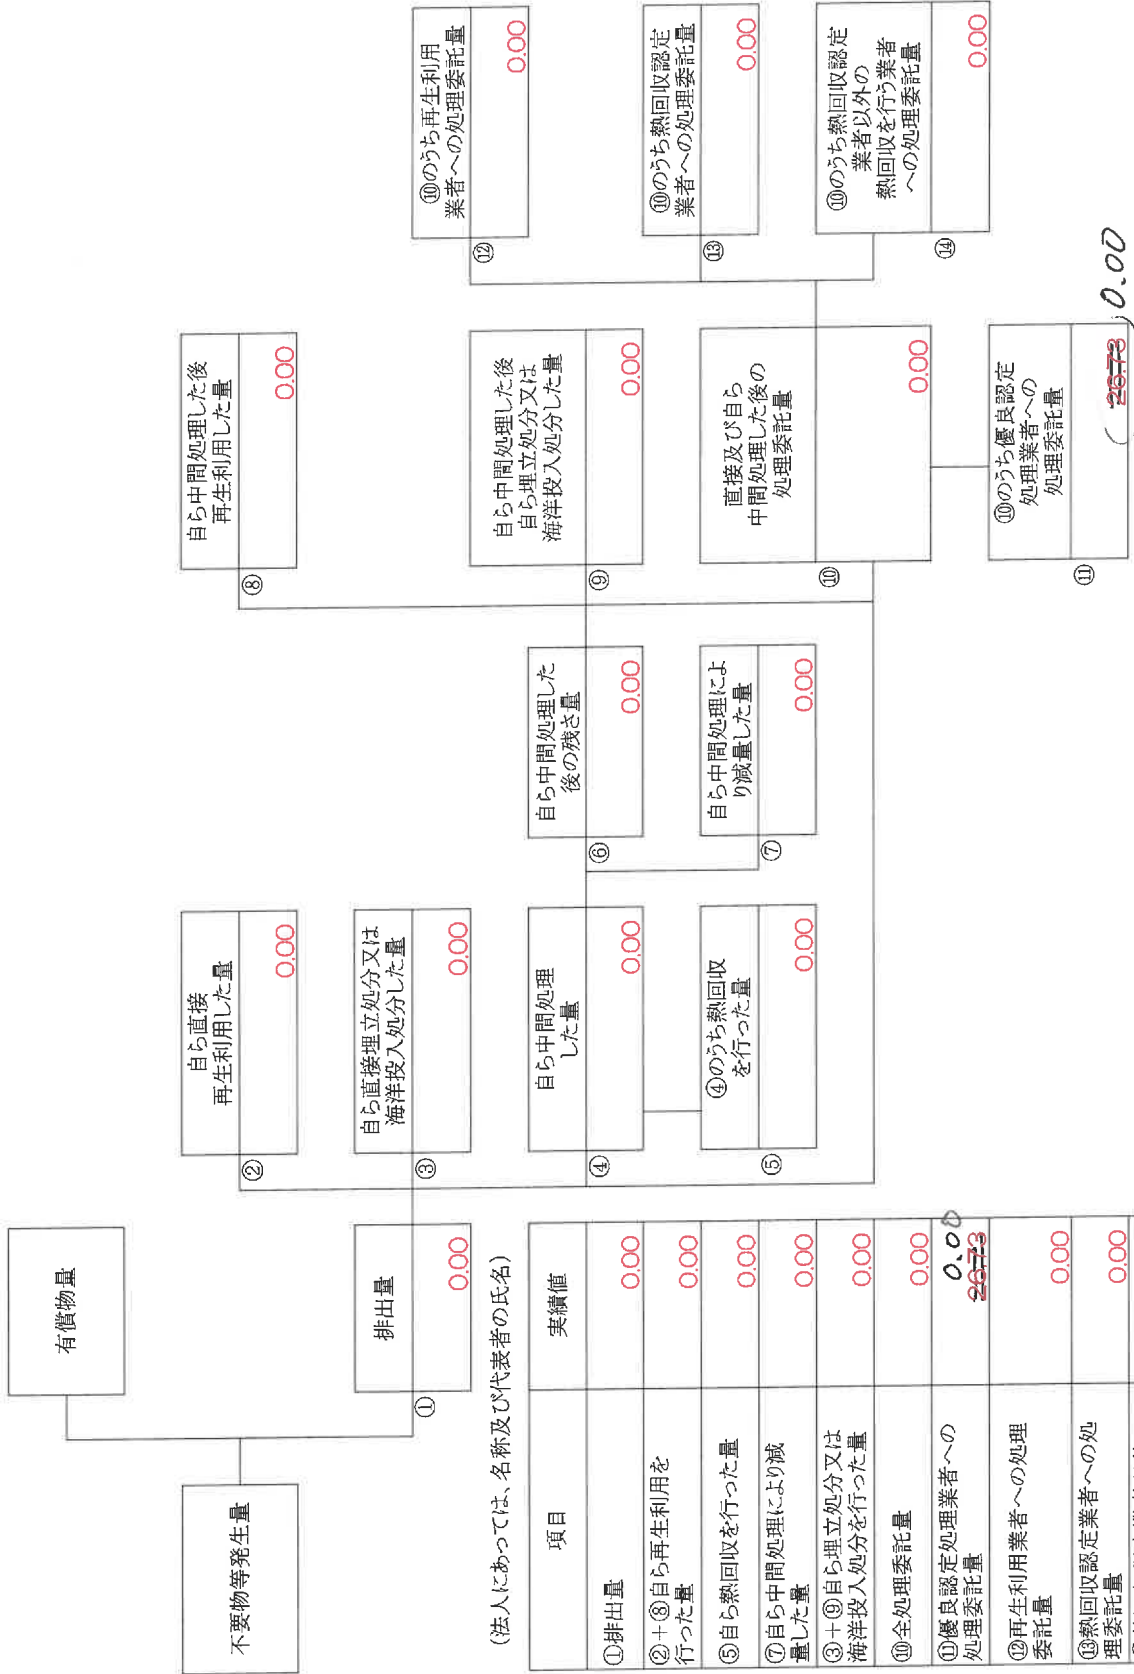 有償物量
不要物等発生量
排出量
① 0.00
自ら直接
再生利用した量
② 0.00
自ら直接埋立処分又は
海洋投入処分した量
③ 0.00
自ら中間処理
した量
④ 0.00
④のうち熱回収
を行った量
⑤ 0.00
自ら中間処理した
後の残さ量
⑥ 0.00
自ら中間処理によ
り減量した量
⑦ 0.00
自ら中間処理した後
再生利用した量
⑧ 0.00
自ら中間処理した後
自ら埋立処分又は
海洋投入処分した量
⑨ 0.00
直接及び自ら
中間処理した後の
処理委託量
⑩ 0.00
⑩のうち優良認定
処理業者への
処理委託量
⑪ 26.73 0.00
⑩のうち再生利用
業者への処理委託量
⑫ 0.00
⑩のうち熱回収認定
業者への処理委託量
⑬ 0.00
⑩のうち熱回収認定
業者以外の
熱回収を行う業者
への処理委託量
⑭ 0.00
(法人にあっては、名称及び代表者の氏名)
項目 実績値
①排出量 0.00
②+⑧自ら再生利用を
行った量 0.00
⑤自ら熱回収を行った量 0.00
⑦自ら中間処理により減
量した量 0.00
③+⑨自ら埋立処分又は
海洋投入処分を行った量 0.00
⑩全処理委託量 0.00
⑪優良認定処理業者への
処理委託量 26.73 0.00
⑫再生利用業者への処理
委託量 0.00
⑬熱回収認定業者への処
理委託量 0.00